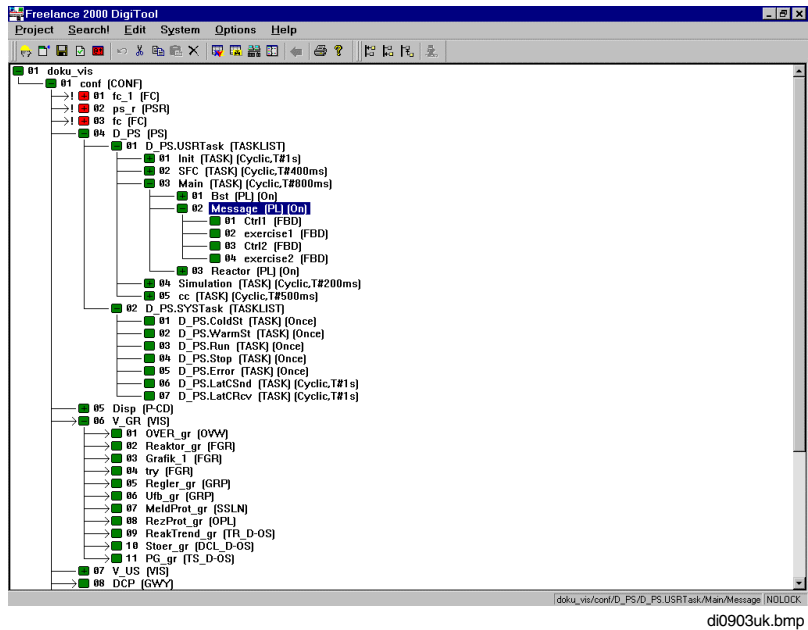 Freelance 2000 DigiTool
Project Search! Edit System Options Help
01 doku_vis
01 conf (CONF)
! 01 fc_1 (FC)
! 02 ps_r (PSR)
! 03 fc (FC)
04 D_PS (PS)
01 D_PS.USRTask (TASKLIST)
01 Init (TASK) (Cyclic,T#1s)
02 SFC (TASK) (Cyclic,T#400ms)
03 Main (TASK) (Cyclic,T#800ms)
01 Bst (PL) (On)
02 Message (PL) (On)
01 Ctrl1 (FBD)
02 exercise1 (FBD)
03 Ctrl2 (FBD)
04 exercise2 (FBD)
03 Reactor (PL) (On)
04 Simulation (TASK) (Cyclic,T#200ms)
05 cc (TASK) (Cyclic,T#500ms)
02 D_PS.SYSTask (TASKLIST)
01 D_PS.ColdSt (TASK) (Once)
02 D_PS.WarmSt (TASK) (Once)
03 D_PS.Run (TASK) (Once)
04 D_PS.Stop (TASK) (Once)
05 D_PS.Error (TASK) (Once)
06 D_PS.LatCSnd (TASK) (Cyclic,T#1s)
07 D_PS.LatCRcv (TASK) (Cyclic,T#1s)
05 Disp (P-CD)
06 V_GR (VIS)
01 OVER_gr (OVW)
02 Reaktor_gr (FGR)
03 Grafik_1 (FGR)
04 try (FGR)
05 Regler_gr (GRP)
06 Ufb_gr (GRP)
07 MeldProt_gr (SSLN)
08 RezProt_gr (OPL)
09 ReakTrend_gr (TR_D-OS)
10 Stoer_gr (DCL_D-OS)
11 PG_gr (TS_D-OS)
07 V_US (VIS)
08 DCP (GWY)
doku_vis/conf/D_PS/D_PS.USRTask/Main/Message NOLOCK
di0903uk.bmp